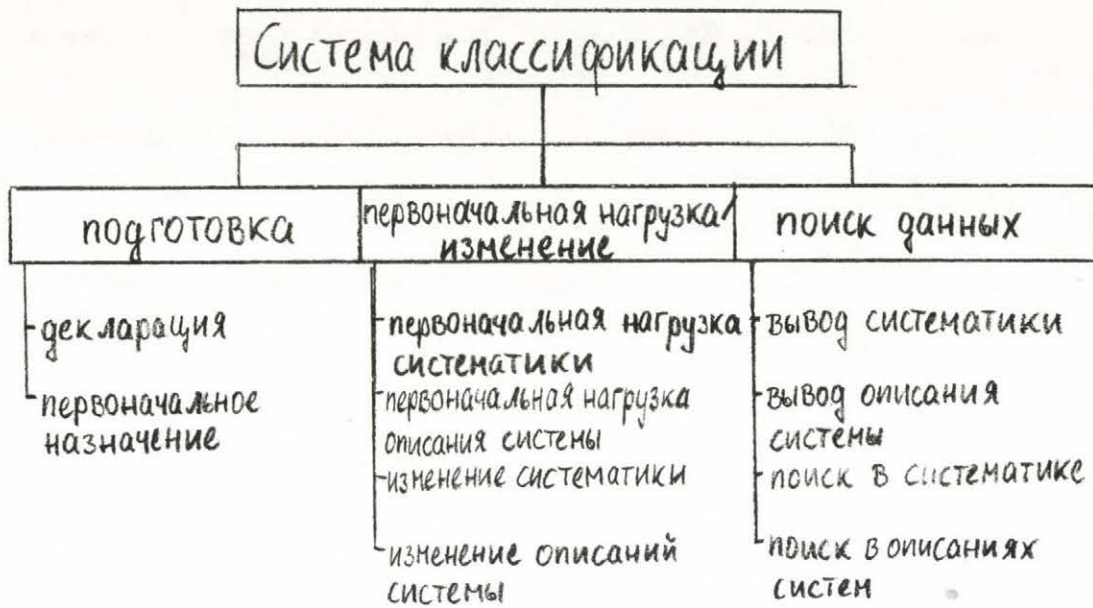 Система классификации
подготовка
первоначальная нагрузка/
изменение
поиск данных
декларация
первоначальное
назначение
первоначальная нагрузка
систематики
первоначальная нагрузка
описания системы
изменение систематики
изменение описаний
системы
вывод систематики
вывод описания
системы
поиск в систематике
поиск в описаниях
систем